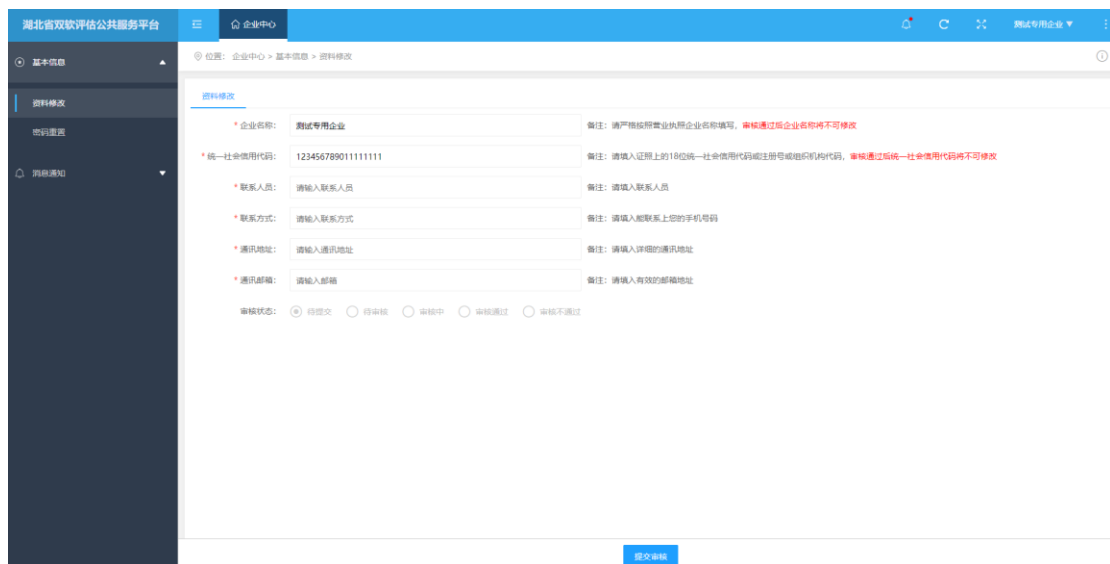 湖北省双软评估公共服务平台 企业中心 测试专用企业
基本信息
位置： 企业中心 > 基本信息 > 资料修改
资料修改
密码重置
消息通知
资料修改
* 企业名称： 测试专用企业 备注：请严格按照营业执照企业名称填写，审核通过后企业名称将不可修改
* 统一社会信用代码： 123456789011111111 备注：请填入证照上的18位统一社会信用代码或注册号或组织机构代码，审核通过后统一社会信用代码将不可修改
* 联系人员： 请输入联系人员 备注：请填入联系人员
* 联系方式： 请输入联系方式 备注：请填入能联系上您的手机号码
* 通讯地址： 请输入通讯地址 备注：请填入详细的通讯地址
* 通讯邮箱： 请输入邮箱 备注：请填入有效的邮箱地址
审核状态： 待提交 待审核 审核中 审核通过 审核不通过
提交审核